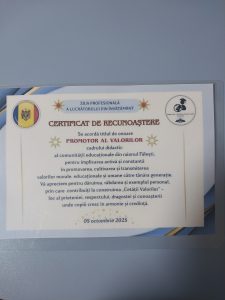 ZIUA PROFESIONALĂ
A LUCRĂTORULUI DIN ÎNVĂȚĂMÂNT
CERTIFICAT DE RECUNOAȘTERE
Se acordă titlul de onoare
PROMOTOR AL VALORILOR
cadrului didactic
al comunității educaționale din raionul Fălești,
pentru implicarea activă și constantă
în promovarea, cultivarea și transmiterea
valorilor morale, educaționale și umane către tânăra generație.
Vă apreciem pentru dăruirea, răbdarea și exemplul personal,
prin care contribuiți la construirea „Cetății Valorilor” –
loc al prieteniei, respectului, dragostei și cunoașterii
unde copiii cresc în armonie și credință.
05 octombrie 2025